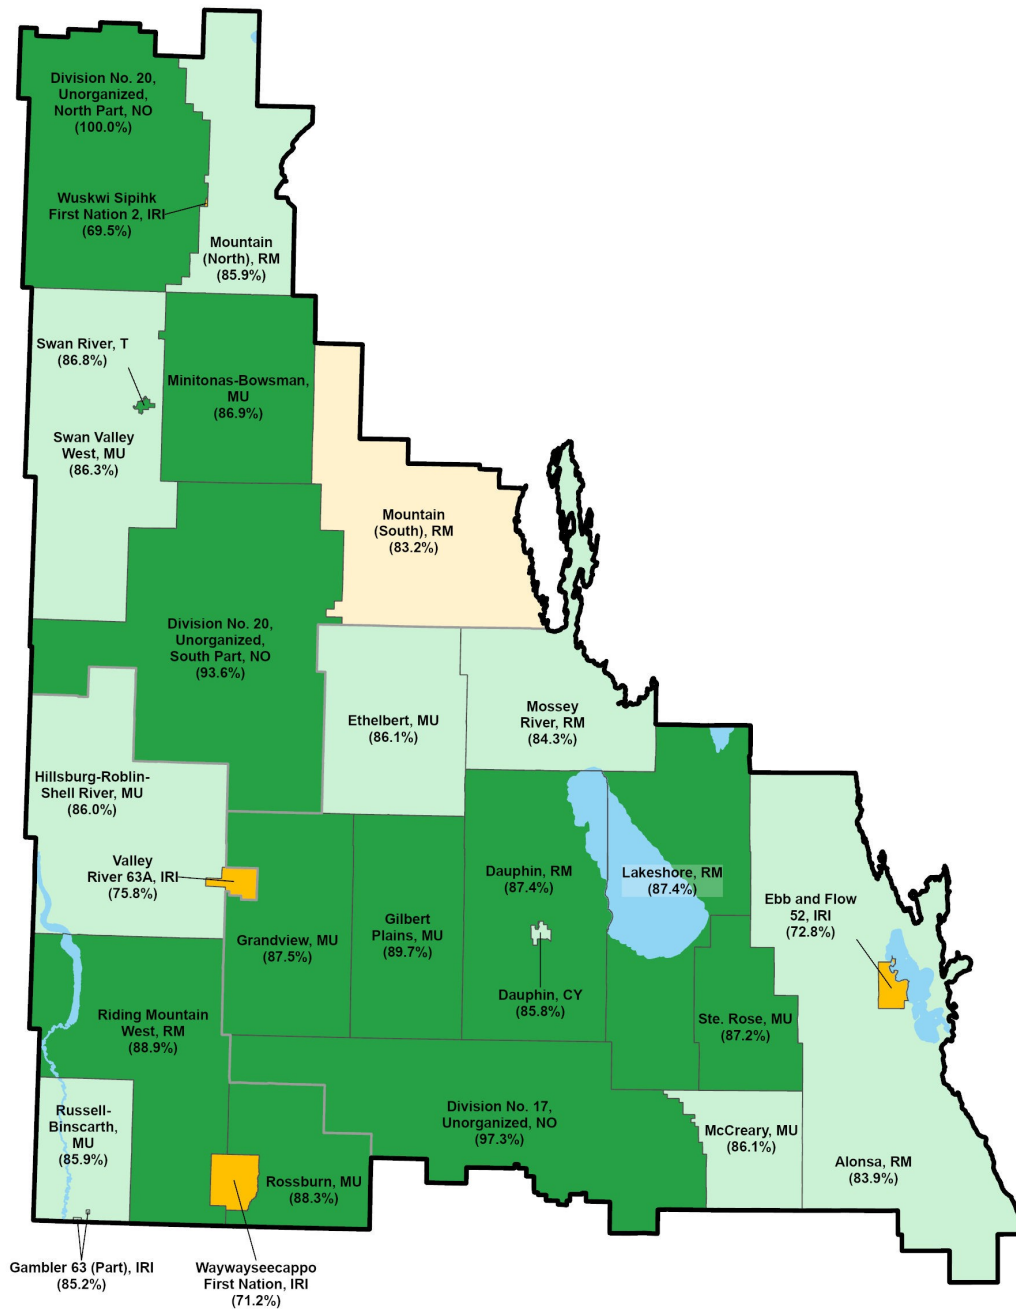 Division No. 20,
Unorganized,
North Part, NO
(100.0%)
Wuskwi Sipihk
First Nation 2, IRI
(69.5%)
Mountain
(North), RM
(85.9%)
Swan River, T
(86.8%)
Minitonas-Bowsman,
MU
(86.9%)
Swan Valley
West, MU
(86.3%)
Mountain
(South), RM
(83.2%)
Division No. 20,
Unorganized,
South Part, NO
(93.6%)
Ethelbert, MU
(86.1%)
Mossey
River, RM
(84.3%)
Hillsburg-Roblin-
Shell River, MU
(86.0%)
Valley
River 63A, IRI
(75.8%)
Grandview, MU
(87.5%)
Gilbert
Plains, MU
(89.7%)
Dauphin, RM
(87.4%)
Lakeshore, RM
(87.4%)
Ebb and Flow
52, IRI
(72.8%)
Dauphin, CY
(85.8%)
Ste. Rose, MU
(87.2%)
Riding Mountain
West, RM
(88.9%)
Russell-
Binscarth,
MU
(85.9%)
Division No. 17,
Unorganized, NO
(97.3%)
McCreary, MU
(86.1%)
Alonsa, RM
(83.9%)
Rossburn, MU
(88.3%)
Gambler 63 (Part), IRI
(85.2%)
Waywayseecappo
First Nation, IRI
(71.2%)